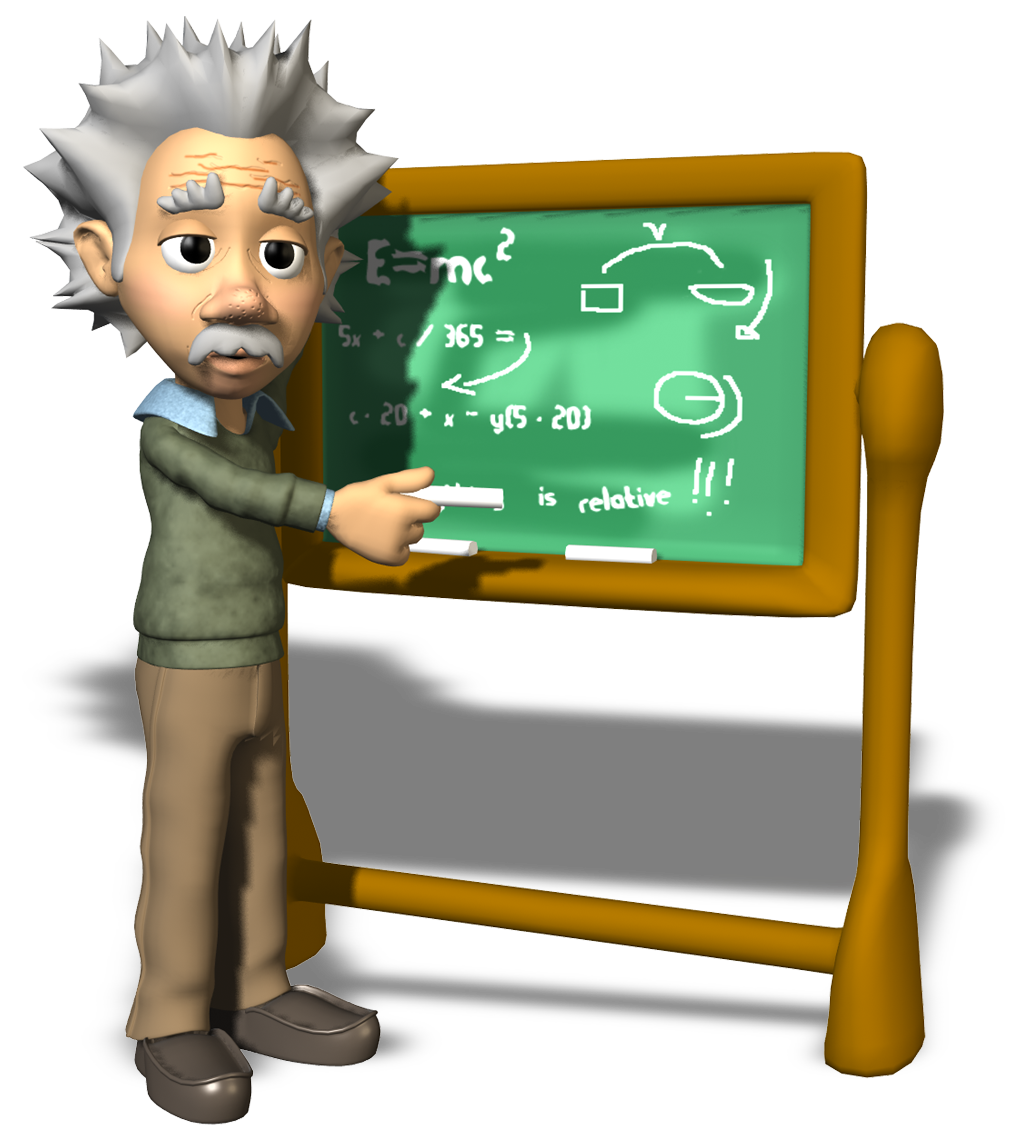 E=mc²
v
5x + c / 365 =
c · 20 + x - y(5 · 20)
is relative !!!